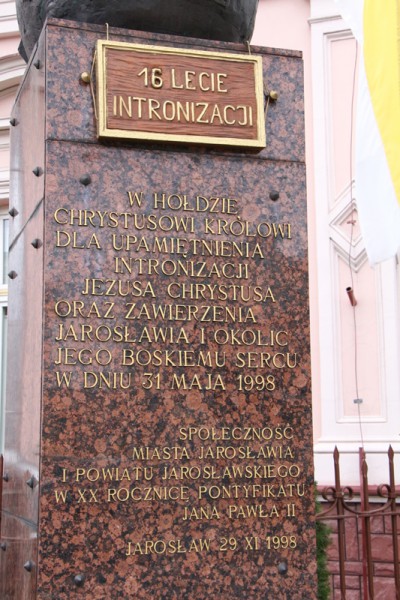 16 LECIE
INTRONIZACJI
W HOŁDZIE
CHRYSTUSOWI KRÓLOWI
DLA UPAMIĘTNIENIA
INTRONIZACJI
JEZUSA CHRYSTUSA
ORAZ ZAWIERZENIA
JAROSŁAWIA I OKOLIC
JEGO BOSKIEMU SERCU
W DNIU 31 MAJA 1998
SPOŁECZNOŚĆ
MIASTA JAROSŁAWIA
I POWIATU JAROSŁAWSKIEGO
W XX ROCZNICE PONTYFIKATU
JANA PAWŁA II
JAROSŁAW 29 XI 1998